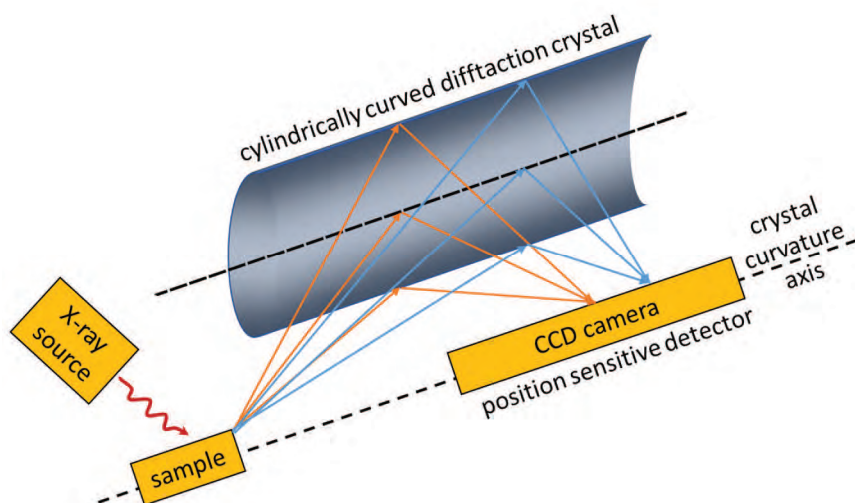 cylindrically curved difftaction crystal
crystal
curvature
axis
X-ray
source
CCD camera
position sensitive detector
sample